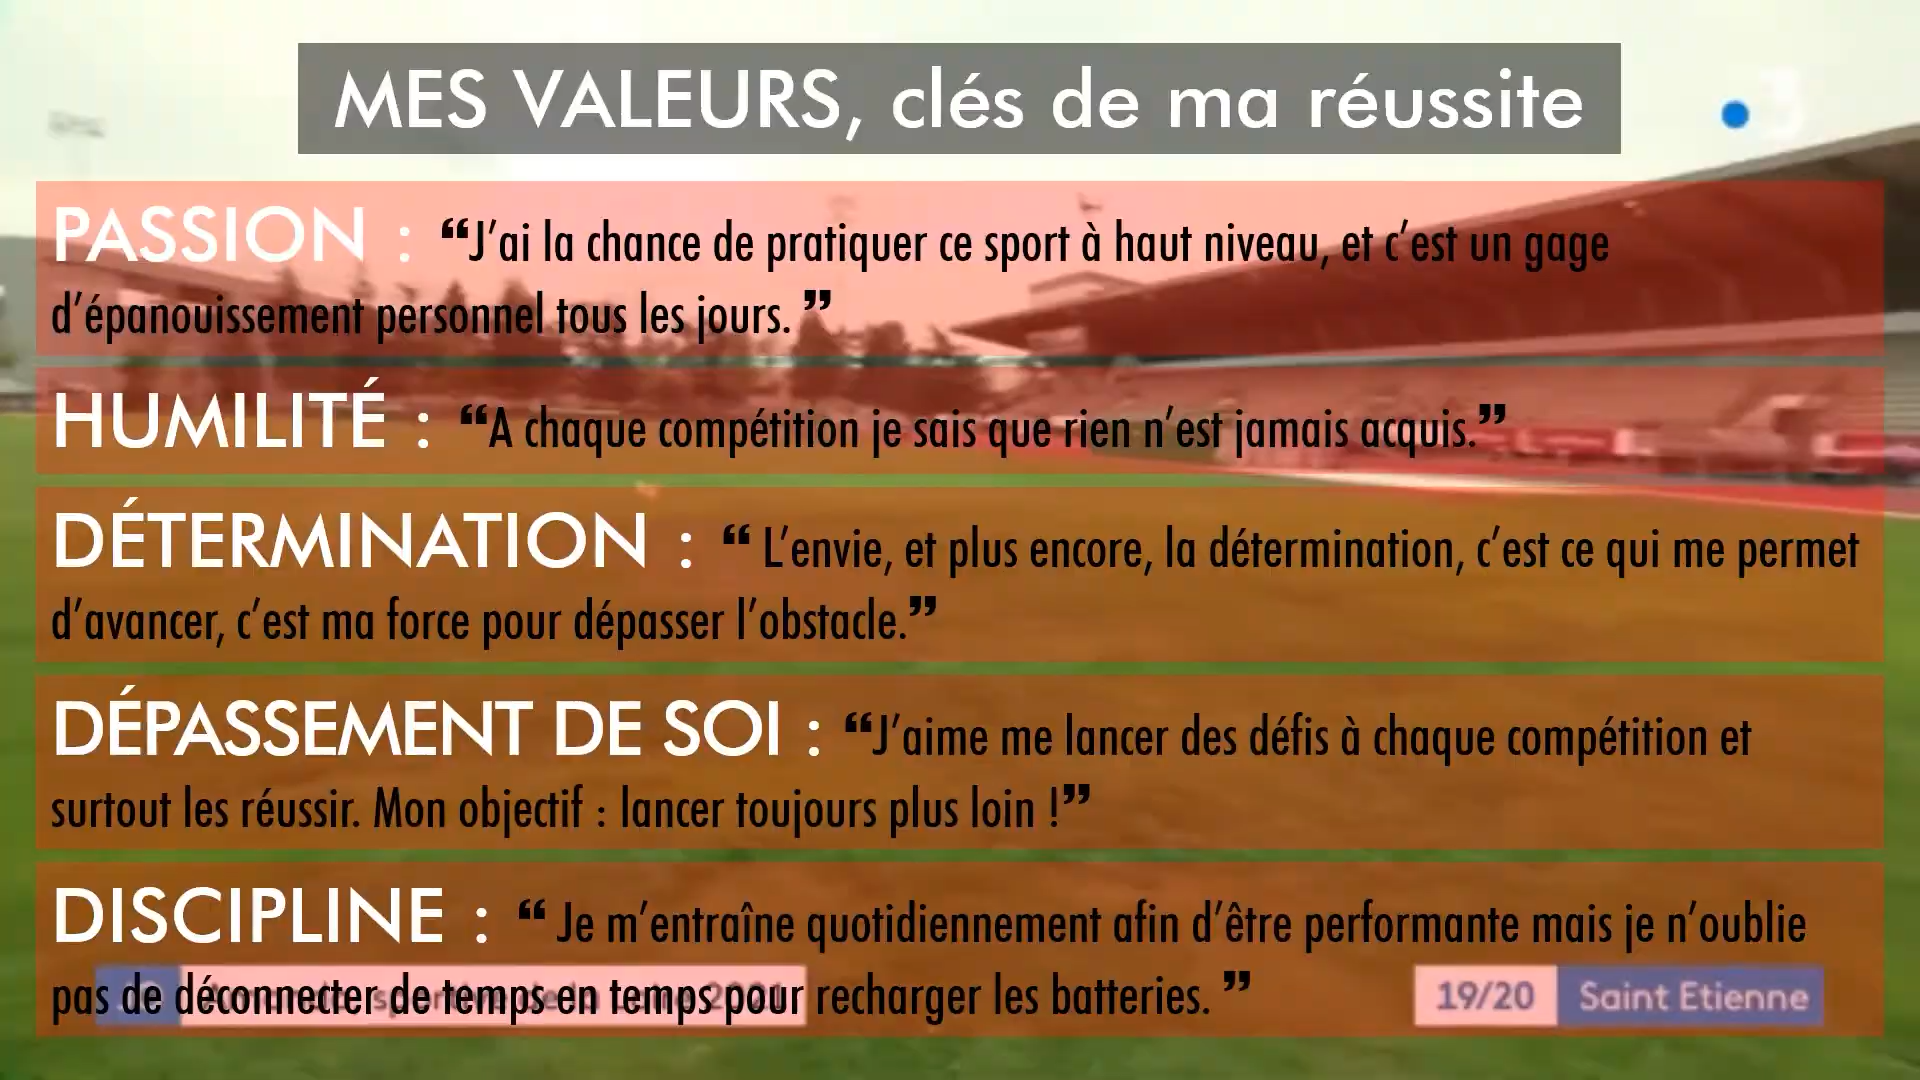 MES VALEURS, clés de ma réussite
3
PASSION : “J’ai la chance de pratiquer ce sport à haut niveau, et c’est un gage
d’épanouissement personnel tous les jours. ”
HUMILITÉ : “A chaque compétition je sais que rien n’est jamais acquis.”
DÉTERMINATION : “ L’envie, et plus encore, la détermination, c’est ce qui me permet
d’avancer, c’est ma force pour dépasser l’obstacle.”
DÉPASSEMENT DE SOI : “J’aime me lancer des défis à chaque compétition et
surtout les réussir. Mon objectif : lancer toujours plus loin !”
DISCIPLINE : “ Je m’entraîne quotidiennement afin d’être performante mais je n’oublie
pas de déconnecter de temps en temps pour recharger les batteries. ”
19/20 Saint Etienne